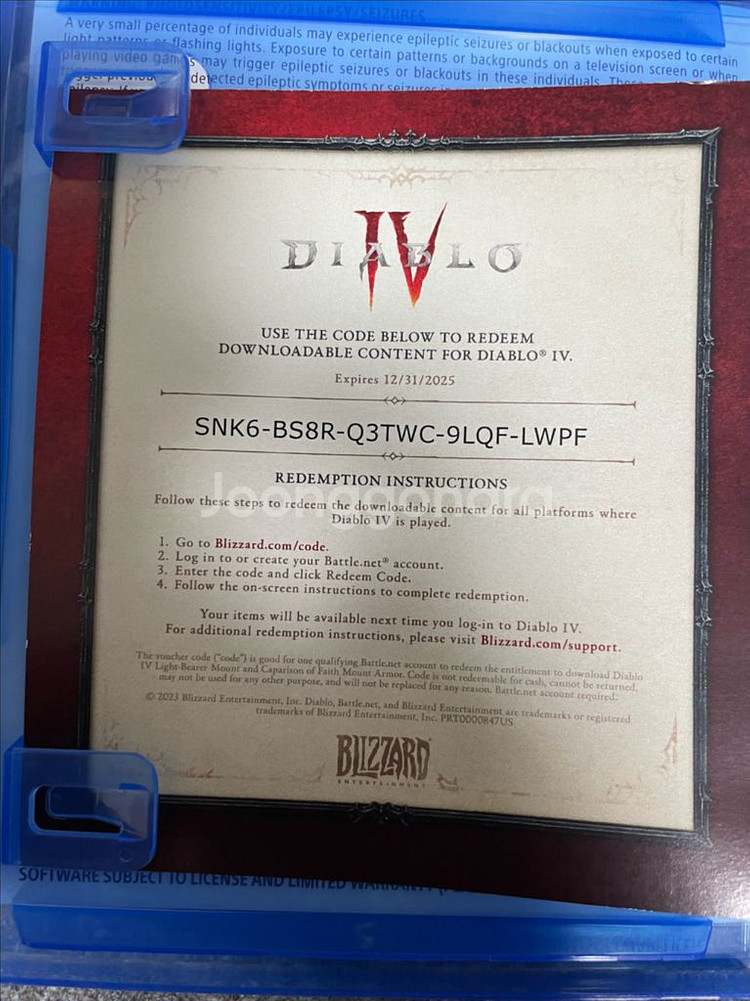 A very small percentage of individuals may experience epileptic seizures or blackouts when exposed to certain
light patterns or flashing lights. Exposure to certain patterns or backgrounds on a television screen or when
playing video games may trigger epileptic seizures or blackouts in these individuals.
detected epileptic symptoms or seizures
DIABLO
IV
USE THE CODE BELOW TO REDEEM
DOWNLOADABLE CONTENT FOR DIABLO® IV.
Expires 12/31/2025
SNK6-BS8R-Q3TWC-9LQF-LWPF
REDEMPTION INSTRUCTIONS
Joonggonara
Follow these steps to redeem the downloadable content for all platforms where
Diablo IV is played.
1. Go to Blizzard.com/code.
2. Log in to or create your Battle.net® account.
3. Enter the code and click Redeem Code.
4. Follow the on-screen instructions to complete redemption.
Your items will be available next time you log-in to Diablo IV.
For additional redemption instructions, please visit Blizzard.com/support.
The voucher code ("code") is good for one qualifying Battle.net account to redeem the entitlement to download Diablo
IV Light-Bearer Mount and Caparison of Faith Mount Armor. Code is not redeemable for cash, cannot be returned,
may not be used for any other purpose, and will not be replaced for any reason. Battle.net account required.
© 2023 Blizzard Entertainment, Inc. Diablo, Battle.net, and Blizzard Entertainment are trademarks or registered
trademarks of Blizzard Entertainment, Inc. PRT0000847US
BLIZZARD
ENTERTAINMENT
SOFTWARE SUBJECT TO LICENSE AND LIMITED WARRANTY